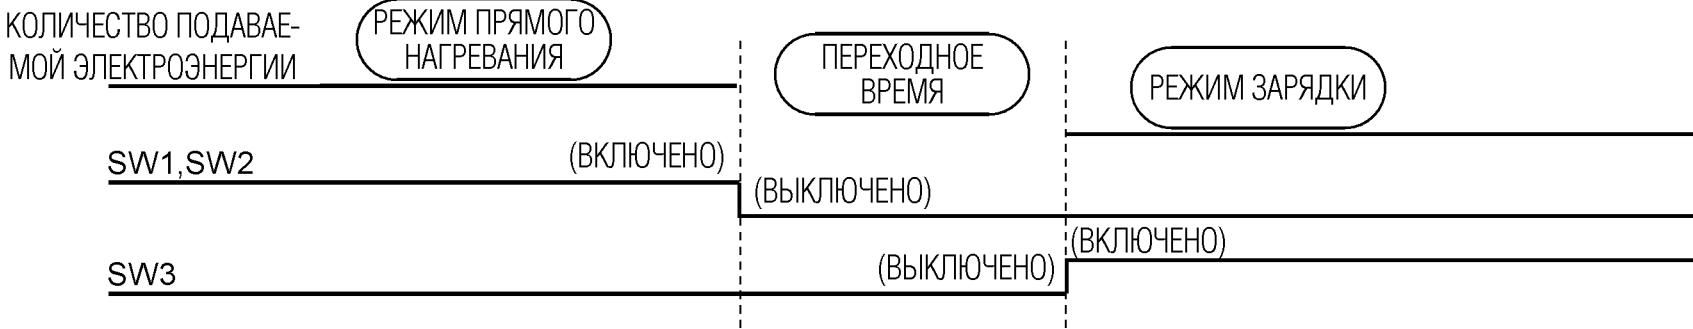 КОЛИЧЕСТВО ПОДАВАЕ-
МОЙ ЭЛЕКТРОЭНЕРГИИ
РЕЖИМ ПРЯМОГО
НАГРЕВАНИЯ
ПЕРЕХОДНОЕ
ВРЕМЯ
РЕЖИМ ЗАРЯДКИ
SW1,SW2
(ВКЛЮЧЕНО)
(ВЫКЛЮЧЕНО)
SW3
(ВЫКЛЮЧЕНО)
(ВКЛЮЧЕНО)